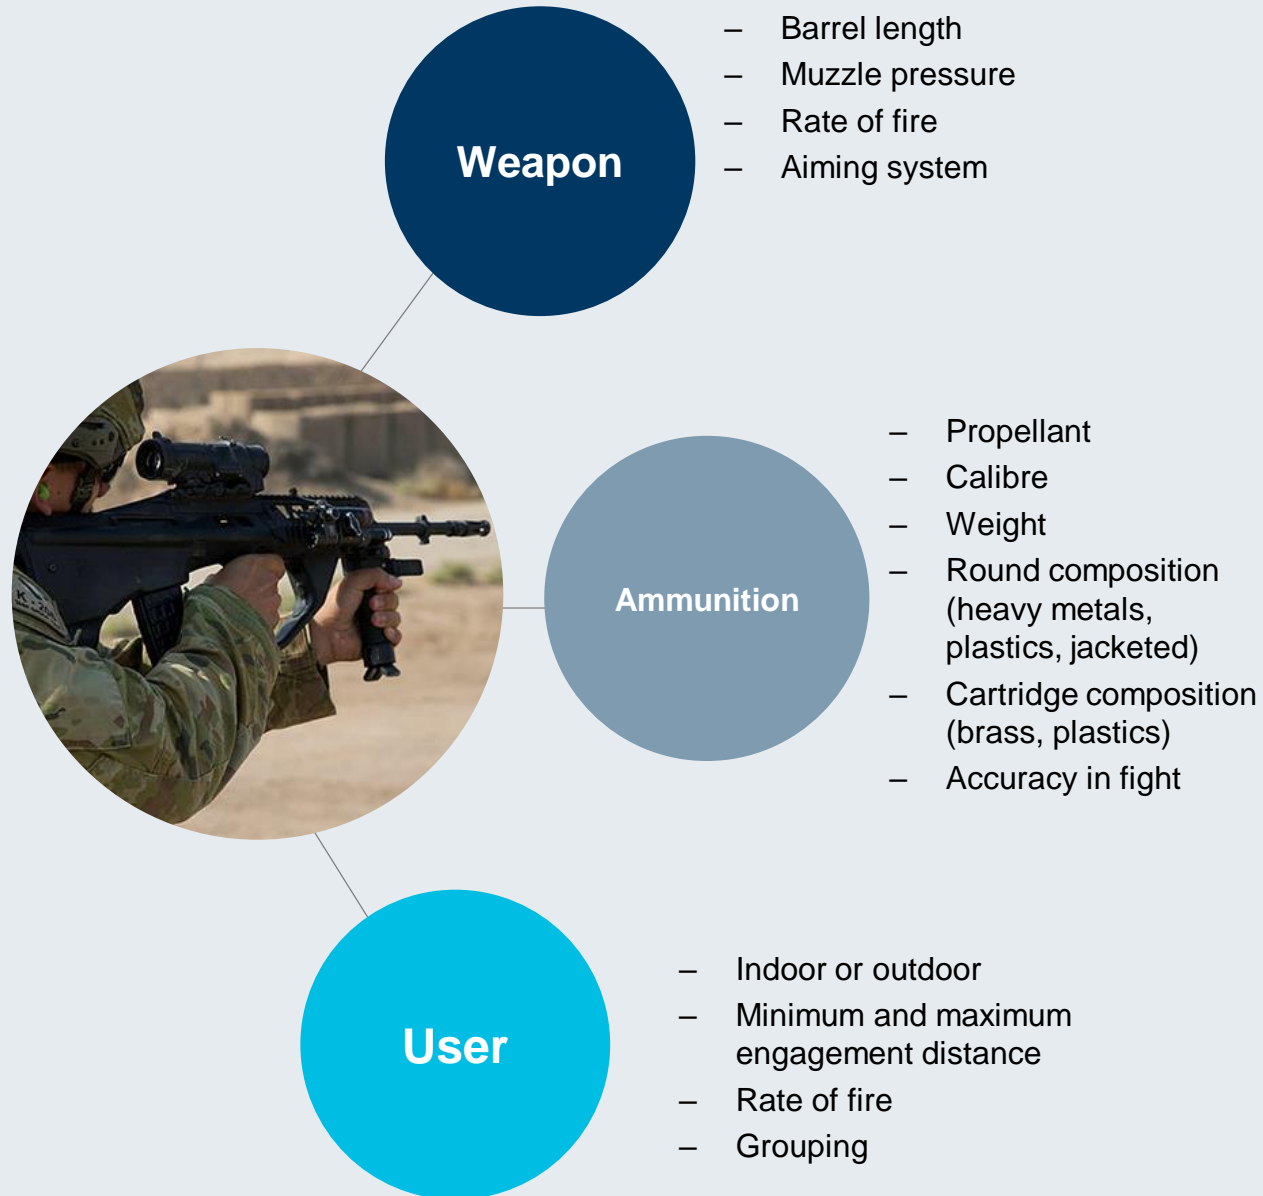 – Barrel length
– Muzzle pressure
– Rate of fire
– Aiming system
Weapon
– Propellant
– Calibre
– Weight
– Round composition
(heavy metals,
plastics, jacketed)
– Cartridge composition
(brass, plastics)
– Accuracy in fight
Ammunition
– Indoor or outdoor
– Minimum and maximum
engagement distance
– Rate of fire
– Grouping
User